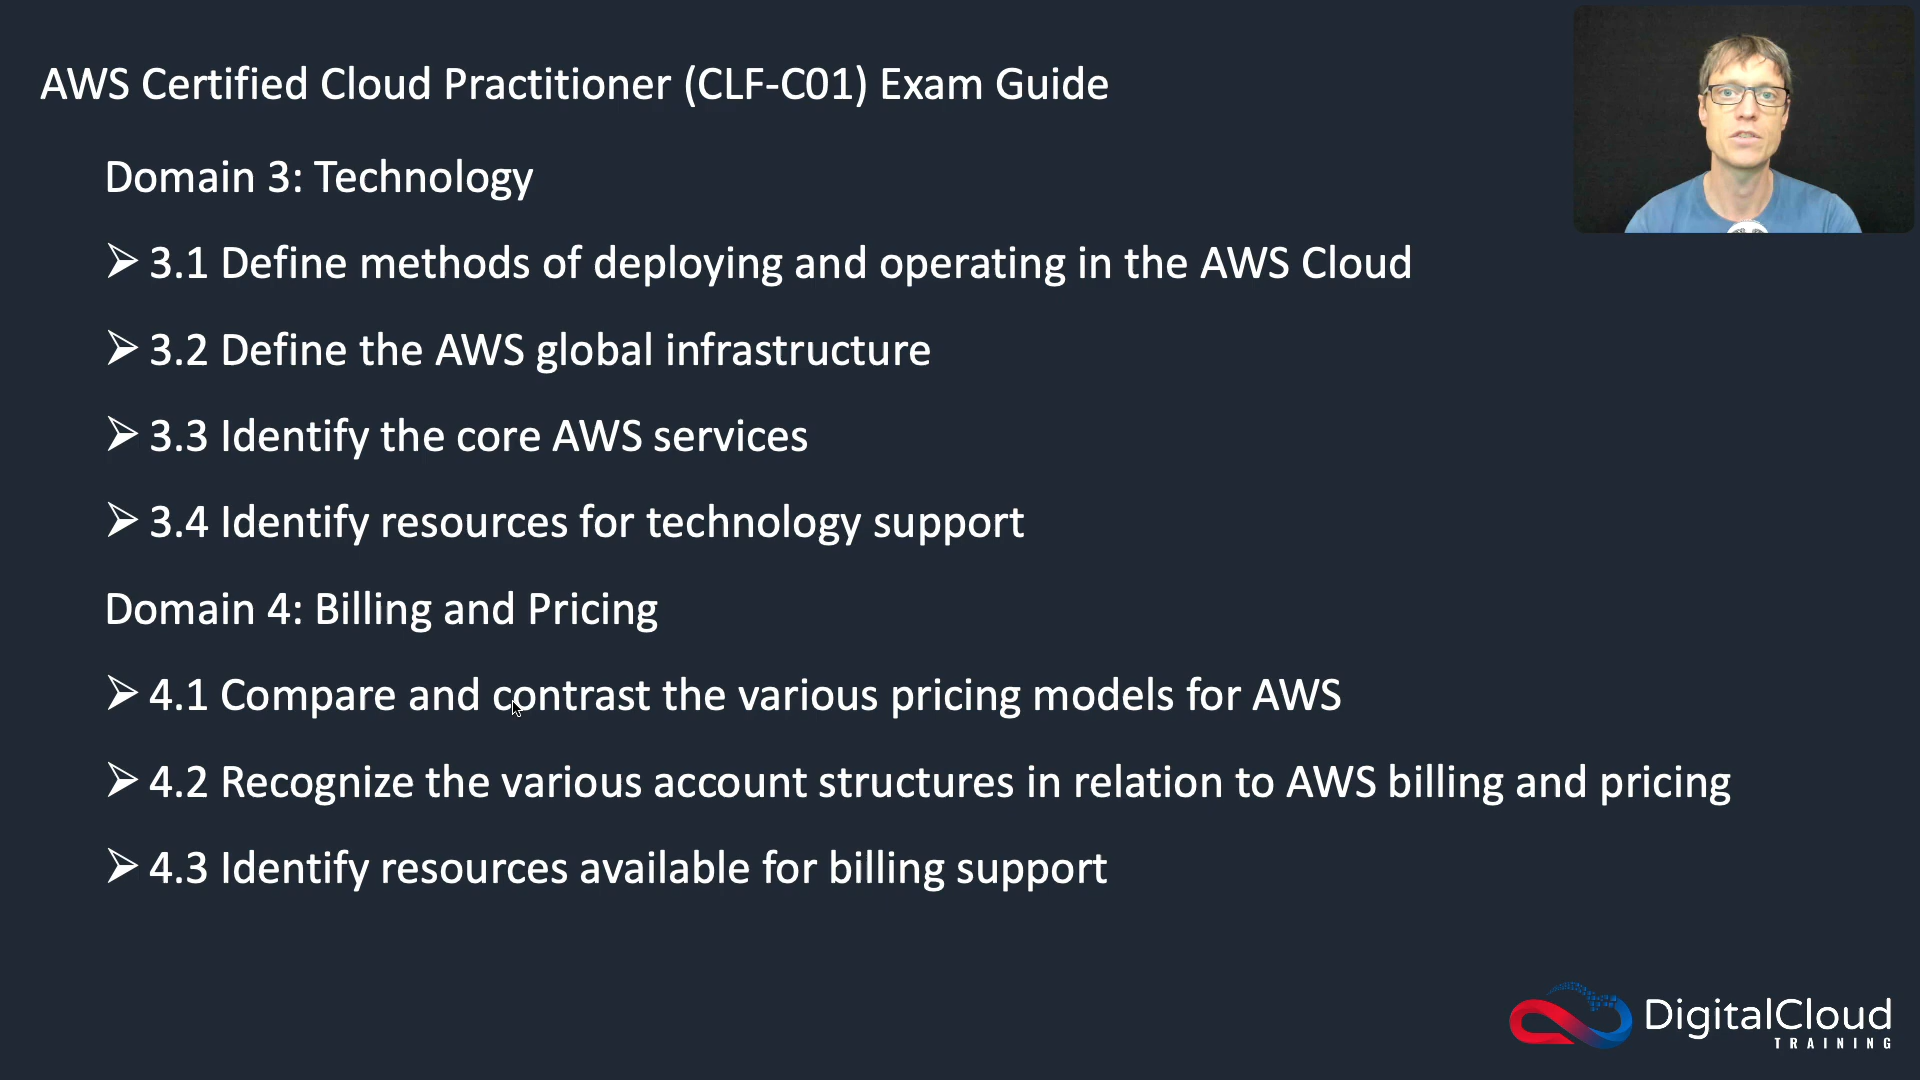 AWS Certified Cloud Practitioner (CLF-C01) Exam Guide
Domain 3: Technology
➢ 3.1 Define methods of deploying and operating in the AWS Cloud
➢ 3.2 Define the AWS global infrastructure
➢ 3.3 Identify the core AWS services
➢ 3.4 Identify resources for technology support
Domain 4: Billing and Pricing
➢ 4.1 Compare and contrast the various pricing models for AWS
➢ 4.2 Recognize the various account structures in relation to AWS billing and pricing
➢ 4.3 Identify resources available for billing support
DigitalCloud
TRAINING